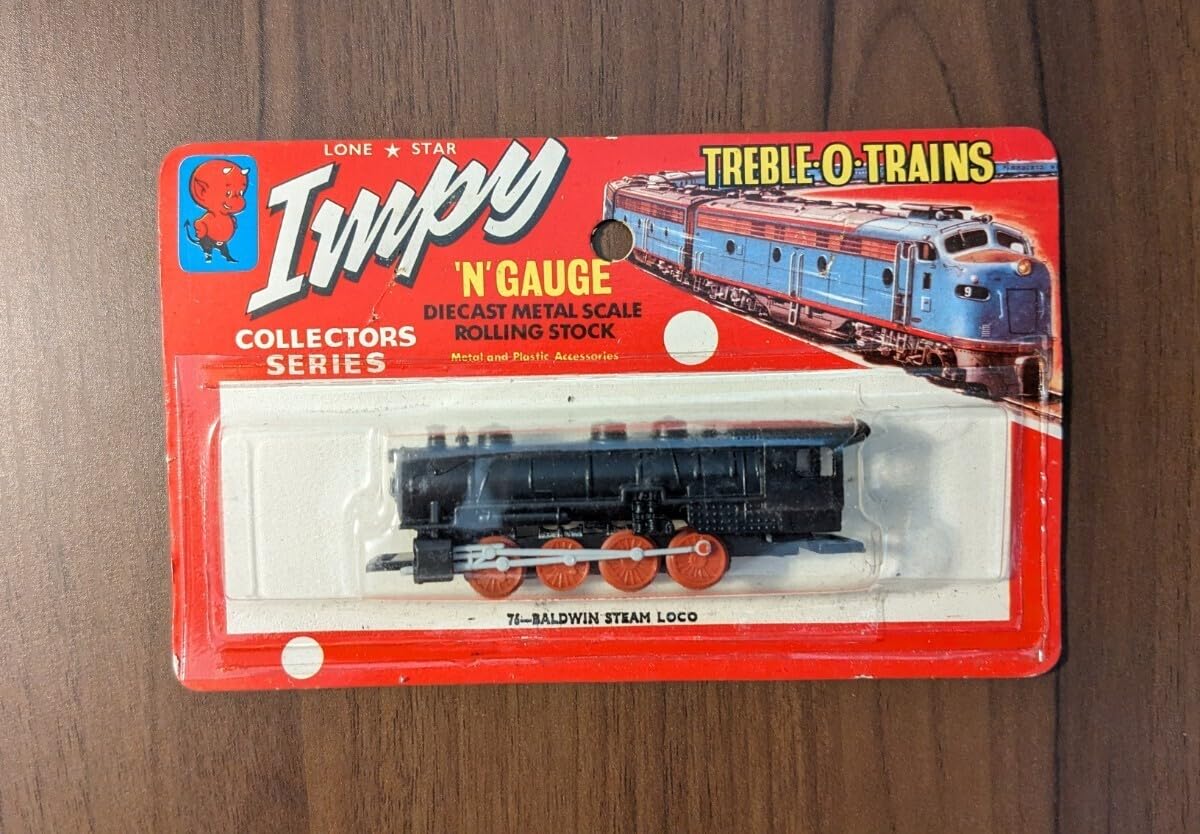 LONE ★ STAR
Impy
TREBLE·O·TRAINS
'N' GAUGE
DIECAST METAL SCALE
ROLLING STOCK
Metal and Plastic Accessories
COLLECTORS
SERIES
9
76—BALDWIN STEAM LOCO